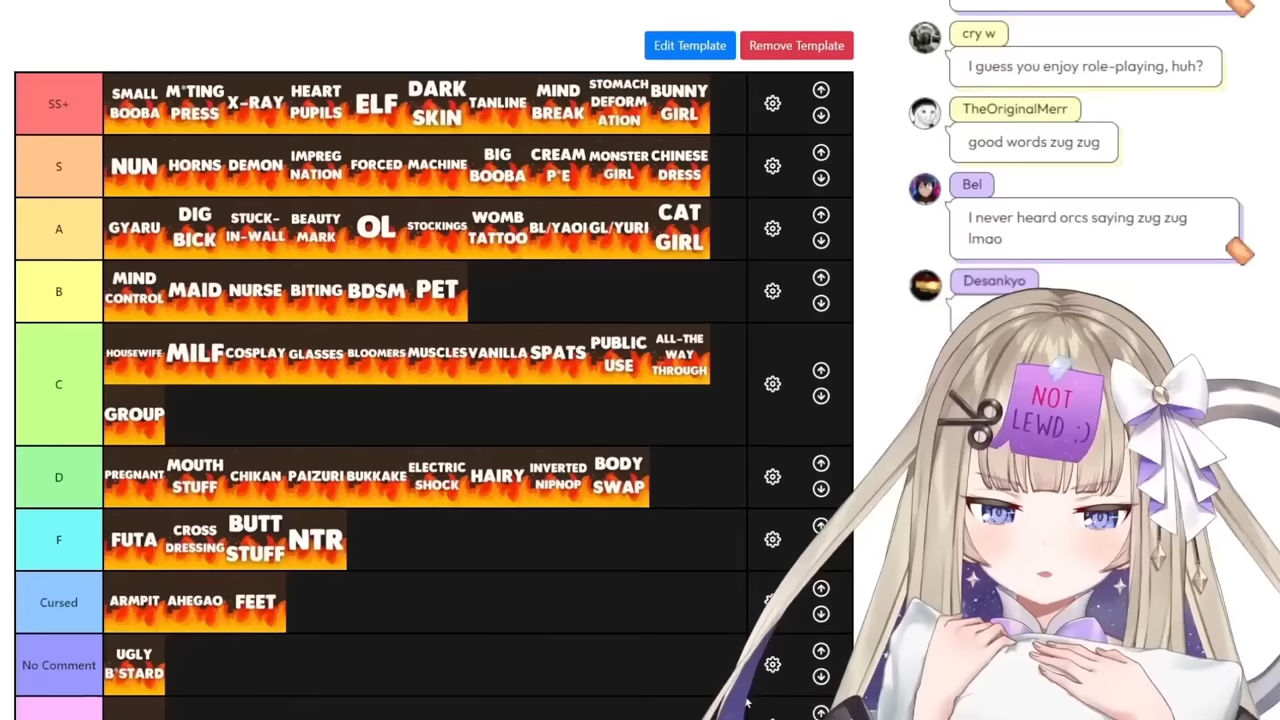 Edit Template
Remove Template
SS+
SMALL BOOBA
M*TING PRESS
X-RAY
HEART PUPILS
ELF
DARK SKIN
TANLINE
MIND BREAK
STOMACH DEFORM ATION
BUNNY GIRL
S
NUN
HORNS
DEMON
IMPREG NATION
FORCED
MACHINE
BIG BOOBA
CREAM P*E
MONSTER GIRL
CHINESE DRESS
A
GYARU
DIG BICK
STUCK-IN-WALL
BEAUTY MARK
OL
STOCKINGS
WOMB TATTOO
BL/YAOI
GL/YURI
CAT GIRL
B
MIND CONTROL
MAID
NURSE
BITING
BDSM
PET
C
HOUSEWIFE
MILF
COSPLAY
GLASSES
BLOOMERS
MUSCLES
VANILLA
SPATS
PUBLIC USE
ALL-THE WAY THROUGH
GROUP
D
PREGNANT
MOUTH STUFF
CHIKAN
PAIZURI
BUKKAKE
ELECTRIC SHOCK
HAIRY
INVERTED NIPNOP
BODY SWAP
F
FUTA
CROSS DRESSING
BUTT STUFF
NTR
Cursed
ARMPIT
AHEGAO
FEET
No Comment
UGLY B*STARD
cry w
I guess you enjoy role-playing, huh?
TheOriginalMerr
good words zug zug
Bel
I never heard orcs saying zug zug
lmao
Desankyo
NOT
LEWD :)